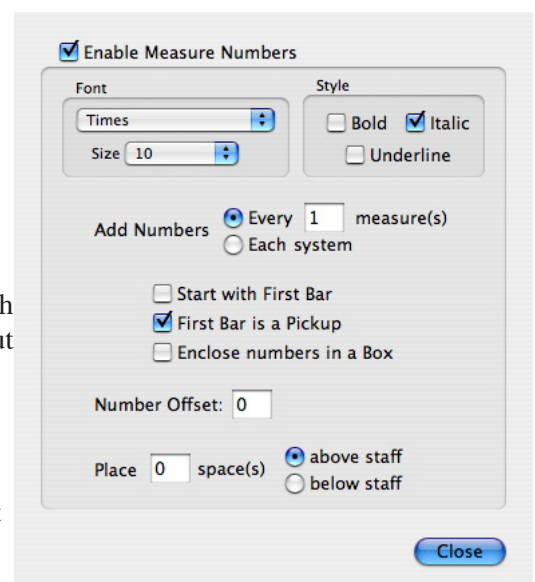 Enable Measure Numbers
Font
Style
Times
Bold Italic
Size 10
Underline
Add Numbers Every 1 measure(s)
Each system
Start with First Bar
First Bar is a Pickup
Enclose numbers in a Box
Number Offset: 0
Place 0 space(s) above staff
below staff
Close